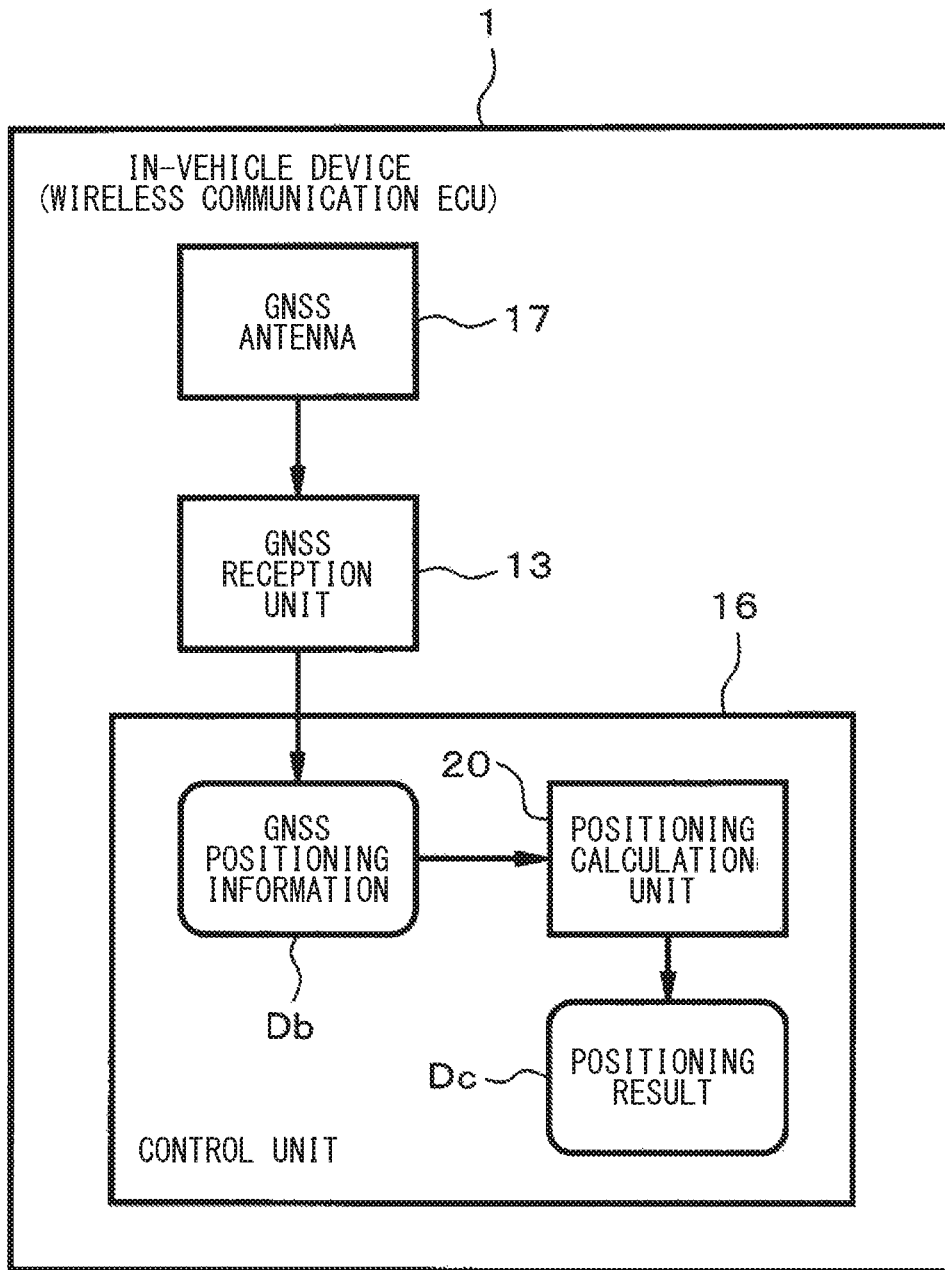 1
IN-VEHICLE DEVICE
(WIRELESS COMMUNICATION ECU)
GNSS
ANTENNA
17
GNSS
RECEPTION
UNIT
13
16
20
GNSS
POSITIONING
INFORMATION
POSITIONING
CALCULATION
UNIT
Db
Dc
POSITIONING
RESULT
CONTROL UNIT